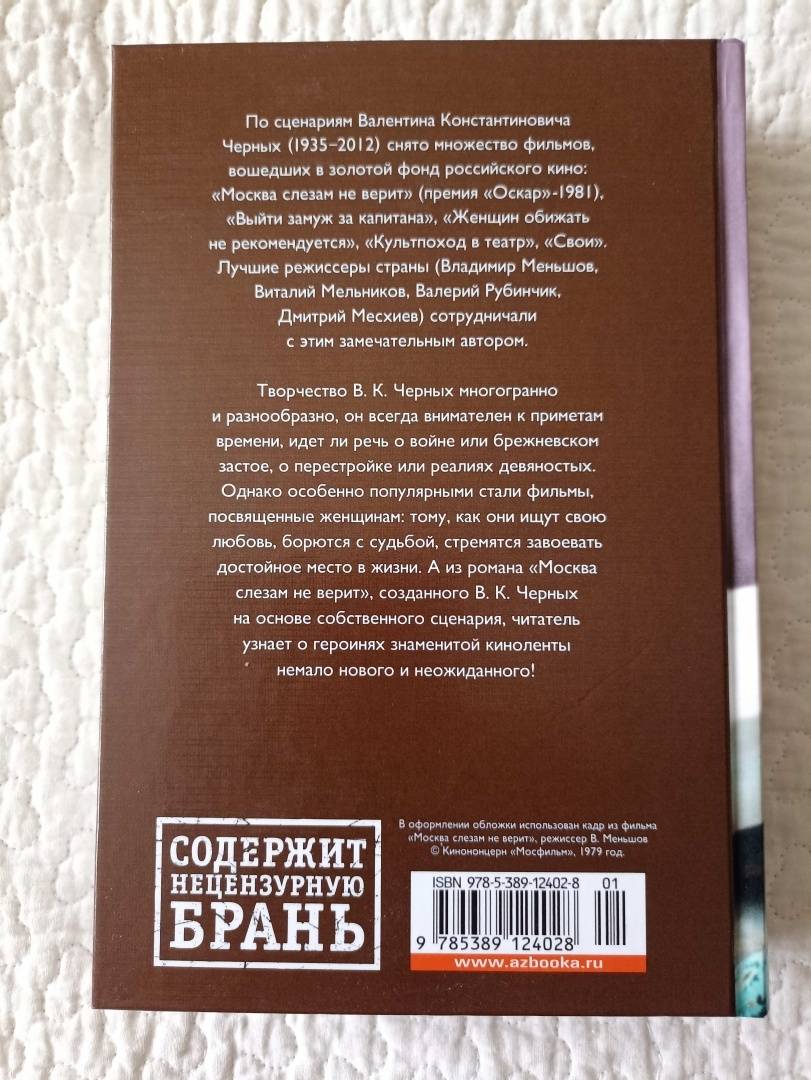 По сценариям Валентина Константиновича
Черных (1935–2012) снято множество фильмов,
вошедших в золотой фонд российского кино:
«Москва слезам не верит» (премия «Оскар»-1981),
«Выйти замуж за капитана», «Женщин обижать
не рекомендуется», «Культпоход в театр», «Свои».
Лучшие режиссеры страны (Владимир Меньшов,
Виталий Мельников, Валерий Рубинчик,
Дмитрий Месхиев) сотрудничали
с этим замечательным автором.
Творчество В. К. Черных многогранно
и разнообразно, он всегда внимателен к приметам
времени, идет ли речь о войне или брежневском
застое, о перестройке или реалиях девяностых.
Однако особенно популярными стали фильмы,
посвященные женщинам: тому, как они ищут свою
любовь, борются с судьбой, стремятся завоевать
достойное место в жизни. А из романа «Москва
слезам не верит», созданного В. К. Черных
на основе собственного сценария, читатель
узнает о героинях знаменитой киноленты
немало нового и неожиданного!
СОДЕРЖИТ
НЕЦЕНЗУРНУЮ
БРАНЬ
В оформлении обложки использован кадр из фильма
«Москва слезам не верит», режиссер В. Меньшов
© Киноконцерн «Мосфильм», 1979 год.
ISBN 978-5-389-12402-8 01
9 785389 124028
www.azbooka.ru